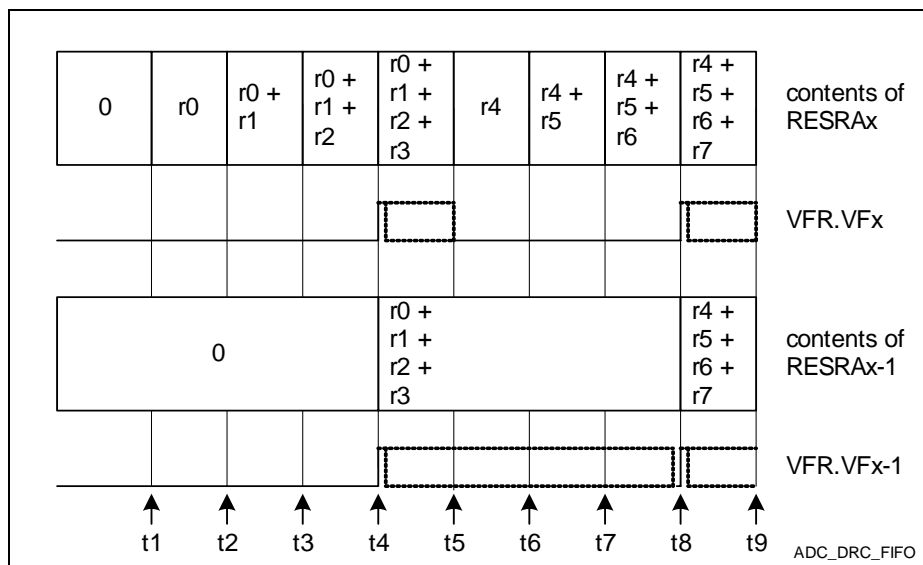 0
r0
r0 +
r1
r0 +
r1 +
r2
r0 +
r1 +
r2 +
r3
r4
r4 +
r5
r4 +
r5 +
r6
r4 +
r5 +
r6 +
r7
contents of
RESRAx
VFR.VFx
0
r0 +
r1 +
r2 +
r3
r4 +
r5 +
r6 +
r7
contents of
RESRAx-1
VFR.VFx-1
t1 t2 t3 t4 t5 t6 t7 t8 t9
ADC_DRC_FIFO